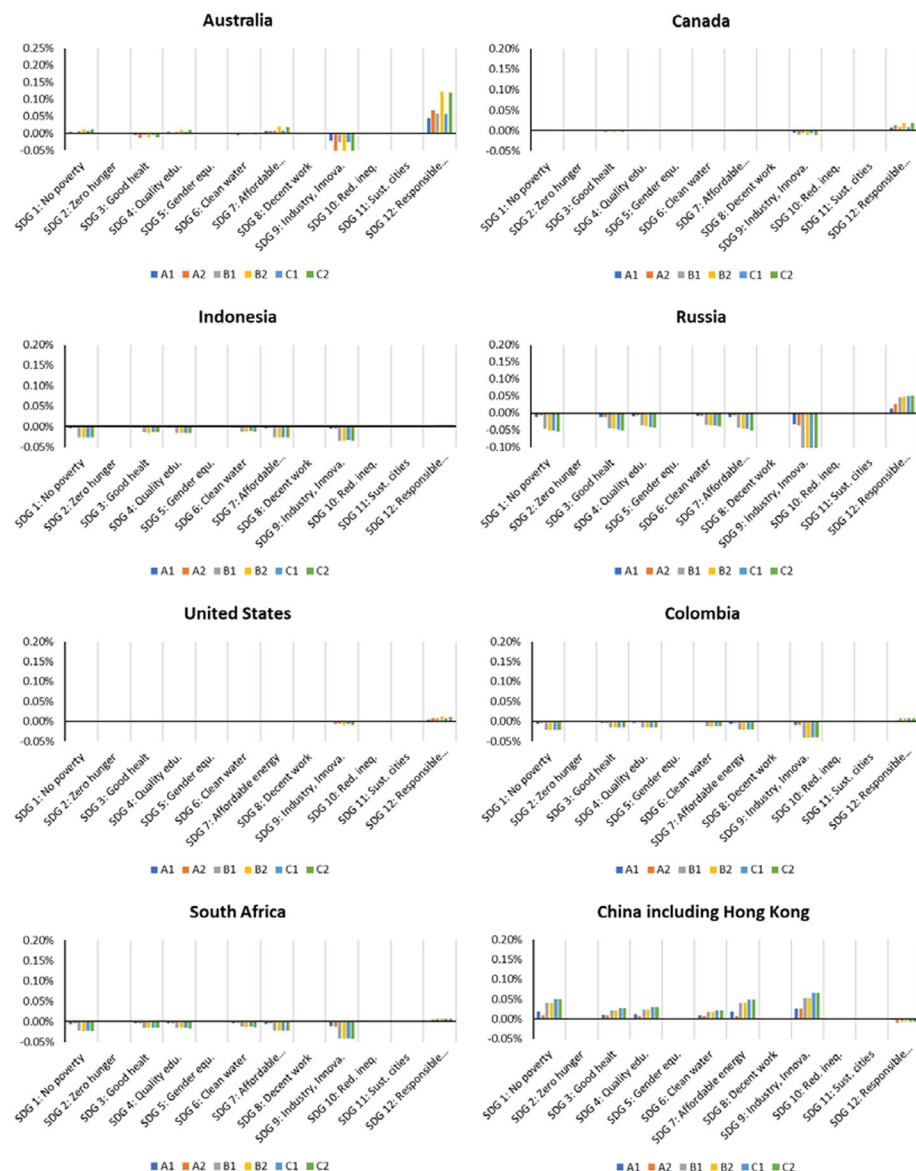 Australia
0.25%
0.20%
0.15%
0.10%
0.05%
0.00%
-0.05%
SDG 1: No poverty
SDG 2: Zero hunger
SDG 3: Good healt
SDG 4: Quality edu.
SDG 5: Gender equ.
SDG 6: Clean water
SDG 7: Affordable...
SDG 8: Decent work
SDG 9: Industry, Innova.
SDG 10: Red. ineq.
SDG 11: Sust. cities
SDG 12: Responsible...
A1 A2 B1 B2 C1 C2
Canada
0.20%
0.15%
0.10%
0.05%
0.00%
-0.05%
SDG 1: No poverty
SDG 2: Zero hunger
SDG 3: Good healt
SDG 4: Quality edu.
SDG 5: Gender equ.
SDG 6: Clean water
SDG 7: Affordable...
SDG 8: Decent work
SDG 9: Industry, Innova.
SDG 10: Red. ineq.
SDG 11: Sust. cities
SDG 12: Responsible...
A1 A2 B1 B2 C1 C2
Indonesia
0.20%
0.15%
0.10%
0.05%
0.00%
-0.05%
SDG 1: No poverty
SDG 2: Zero hunger
SDG 3: Good healt
SDG 4: Quality edu.
SDG 5: Gender equ.
SDG 6: Clean water
SDG 7: Affordable...
SDG 8: Decent work
SDG 9: Industry, Innova.
SDG 10: Red. ineq.
SDG 11: Sust. cities
SDG 12: Responsible...
A1 A2 B1 B2 C1 C2
Russia
0.20%
0.15%
0.10%
0.05%
0.00%
-0.05%
-0.10%
SDG 1: No poverty
SDG 2: Zero hunger
SDG 3: Good healt
SDG 4: Quality edu.
SDG 5: Gender equ.
SDG 6: Clean water
SDG 7: Affordable...
SDG 8: Decent work
SDG 9: Industry, Innova.
SDG 10: Red. ineq.
SDG 11: Sust. cities
SDG 12: Responsible...
A1 A2 B1 B2 C1 C2
United States
0.20%
0.15%
0.10%
0.05%
0.00%
-0.05%
SDG 1: No poverty
SDG 2: Zero hunger
SDG 3: Good healt
SDG 4: Quality edu.
SDG 5: Gender equ.
SDG 6: Clean water
SDG 7: Affordable energy
SDG 8: Decent work
SDG 9: Industry, Innova.
SDG 10: Red. ineq.
SDG 11: Sust. cities
SDG 12: Responsible...
A1 A2 B1 B2 C1 C2
Colombia
0.20%
0.15%
0.10%
0.05%
0.00%
-0.05%
SDG 1: No poverty
SDG 2: Zero hunger
SDG 3: Good healt
SDG 4: Quality edu.
SDG 5: Gender equ.
SDG 6: Clean water
SDG 7: Affordable energy
SDG 8: Decent work
SDG 9: Industry, Innova.
SDG 10: Red. ineq.
SDG 11: Sust. cities
SDG 12: Responsible...
A1 A2 B1 B2 C1 C2
South Africa
0.20%
0.15%
0.10%
0.05%
0.00%
-0.05%
SDG 1: No poverty
SDG 2: Zero hunger
SDG 3: Good healt
SDG 4: Quality edu.
SDG 5: Gender equ.
SDG 6: Clean water
SDG 7: Affordable...
SDG 8: Decent work
SDG 9: Industry, Innova.
SDG 10: Red. ineq.
SDG 11: Sust. cities
SDG 12: Responsible...
A1 A2 B1 B2 C1 C2
China including Hong Kong
0.20%
0.15%
0.10%
0.05%
0.00%
-0.05%
SDG 1: No poverty
SDG 2: Zero hunger
SDG 3: Good healt
SDG 4: Quality edu.
SDG 5: Gender equ.
SDG 6: Clean water
SDG 7: Affordable energy
SDG 8: Decent work
SDG 9: Industry, Innova.
SDG 10: Red. ineq.
SDG 11: Sust. cities
SDG 12: Responsible...
A1 A2 B1 B2 C1 C2